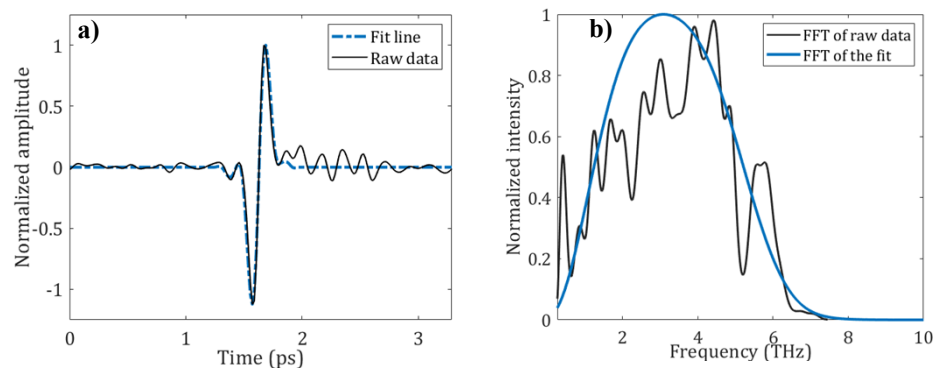 a)
Fit line
Raw data
Normalized amplitude
1
0.5
0
-0.5
-1
0
1
2
3
Time (ps)
b)
FFT of raw data
FFT of the fit
Normalized intensity
1
0.8
0.6
0.4
0.2
0
2
4
6
8
10
Frequency (THz)